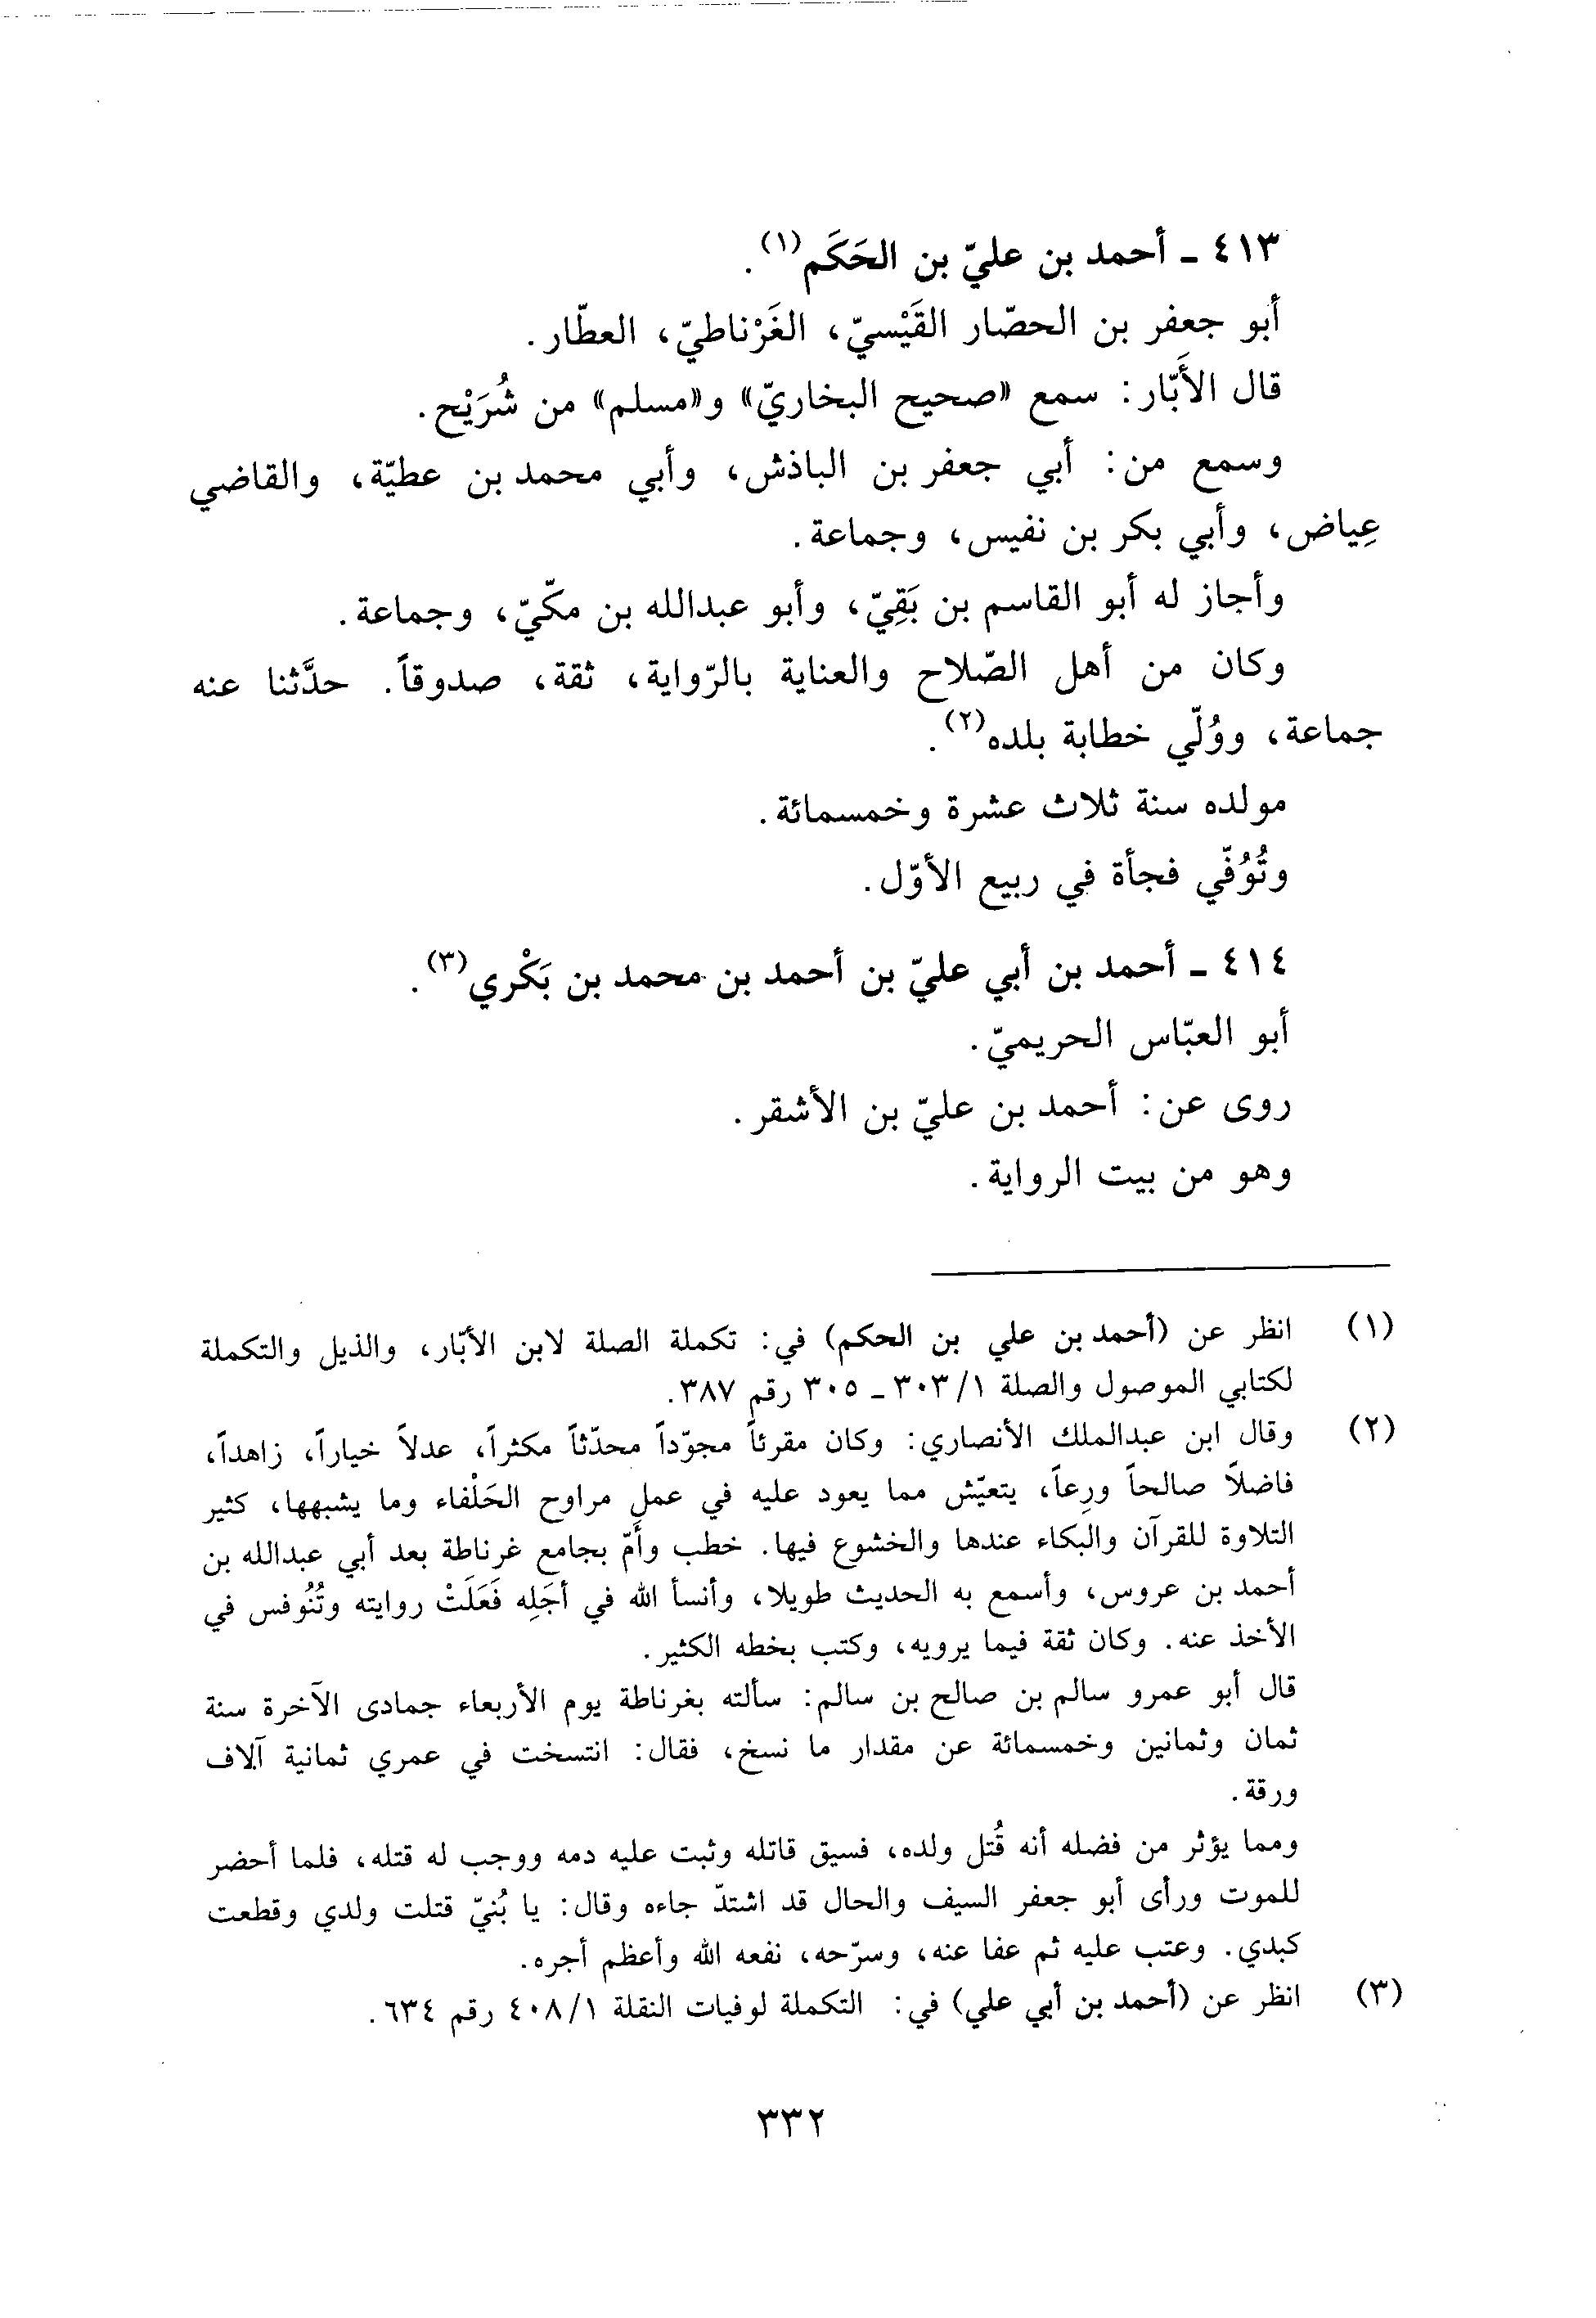 ٤١٣ ـ أحمد بن عليّ بن الحَكَم(١).
أبو جعفر بن الحصّار القَيْسيّ، الغَرْناطيّ، العطّار.
قال الأَبّار: سمع «صحيح البخاريّ» و«مسلم» من شُرَيْح.
وسمع من: أبي جعفر بن الباذش، وأبي محمد بن عطيّة، والقاضي
عِياض، وأبي بكر بن نفيس، وجماعة.
وأجاز له أبو القاسم بن بَقِيّ، وأبو عبدالله بن مكّيّ، وجماعة.
وكان من أهل الصّلاح والعناية بالرّواية، ثقة، صدوقاً. حدَّثنا عنه
جماعة، ووُلّي خطابة بلده(٢).
مولده سنة ثلاث عشرة وخمسمائة.
وتُوُفّي فجأة في ربيع الأوّل.
٤١٤ ـ أحمد بن أبي عليّ بن أحمد بن محمد بن بَكْري(٣).
أبو العبّاس الحريميّ.
روى عن: أحمد بن عليّ بن الأشقر.
وهو من بيت الرواية.
(١) انظر عن (أحمد بن علي بن الحكم) في: تكملة الصلة لابن الأبّار، والذيل والتكملة
لكتابي الموصول والصلة ١/ ٣٠٣ ـ ٣٠٥ رقم ٣٨٧.
(٢) وقال ابن عبدالملك الأنصاري: وكان مقرئاً مجوّداً محدّثاً مكثراً، عدلاً خياراً، زاهداً،
فاضلاً صالحاً ورِعاً، يتعيّش مما يعود عليه في عمل مراوح الحَلْفاء وما يشبهها، كثير
التلاوة للقرآن والبكاء عندها والخشوع فيها. خطب وأَمّ بجامع غرناطة بعد أبي عبدالله بن
أحمد بن عروس، وأسمع به الحديث طويلا، وأنسأ الله في أجَلِه فَعَلَتْ روايته وتُنُوفس في
الأخذ عنه. وكان ثقة فيما يرويه، وكتب بخطه الكثير.
قال أبو عمرو سالم بن صالح بن سالم: سألته بغرناطة يوم الأربعاء جمادى الآخرة سنة
ثمان وثمانين وخمسمائة عن مقدار ما نسخ، فقال: انتسخت في عمري ثمانية آلاف
ورقة.
ومما يؤثر من فضله أنه قُتل ولده، فسيق قاتله وثبت عليه دمه ووجب له قتله، فلما أحضر
للموت ورأى أبو جعفر السيف والحال قد اشتدّ جاءه وقال: يا بُنيّ قتلت ولدي وقطعت
كبدي. وعتب عليه ثم عفا عنه، وسرّحه، نفعه الله وأعظم أجره.
(٣) انظر عن (أحمد بن أبي علي) في: التكملة لوفيات النقلة ١/ ٤٠٨ رقم ٦٣٤.
٣٣٢